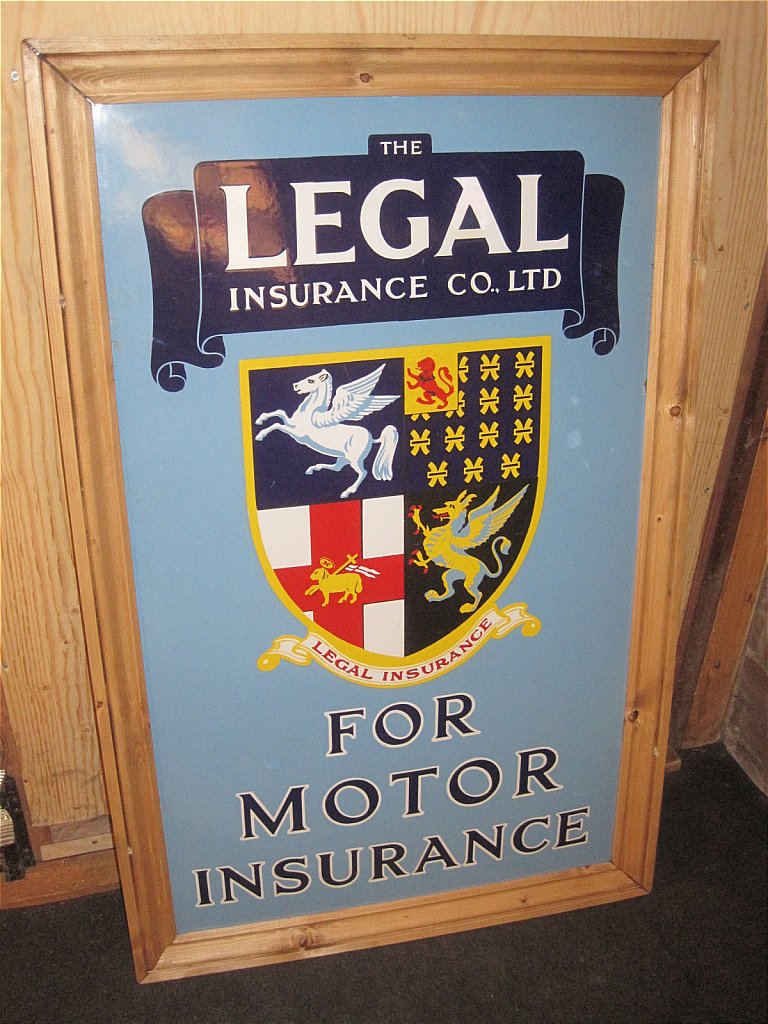 THE
LEGAL
INSURANCE CO., LTD
LEGAL INSURANCE
FOR
MOTOR
INSURANCE